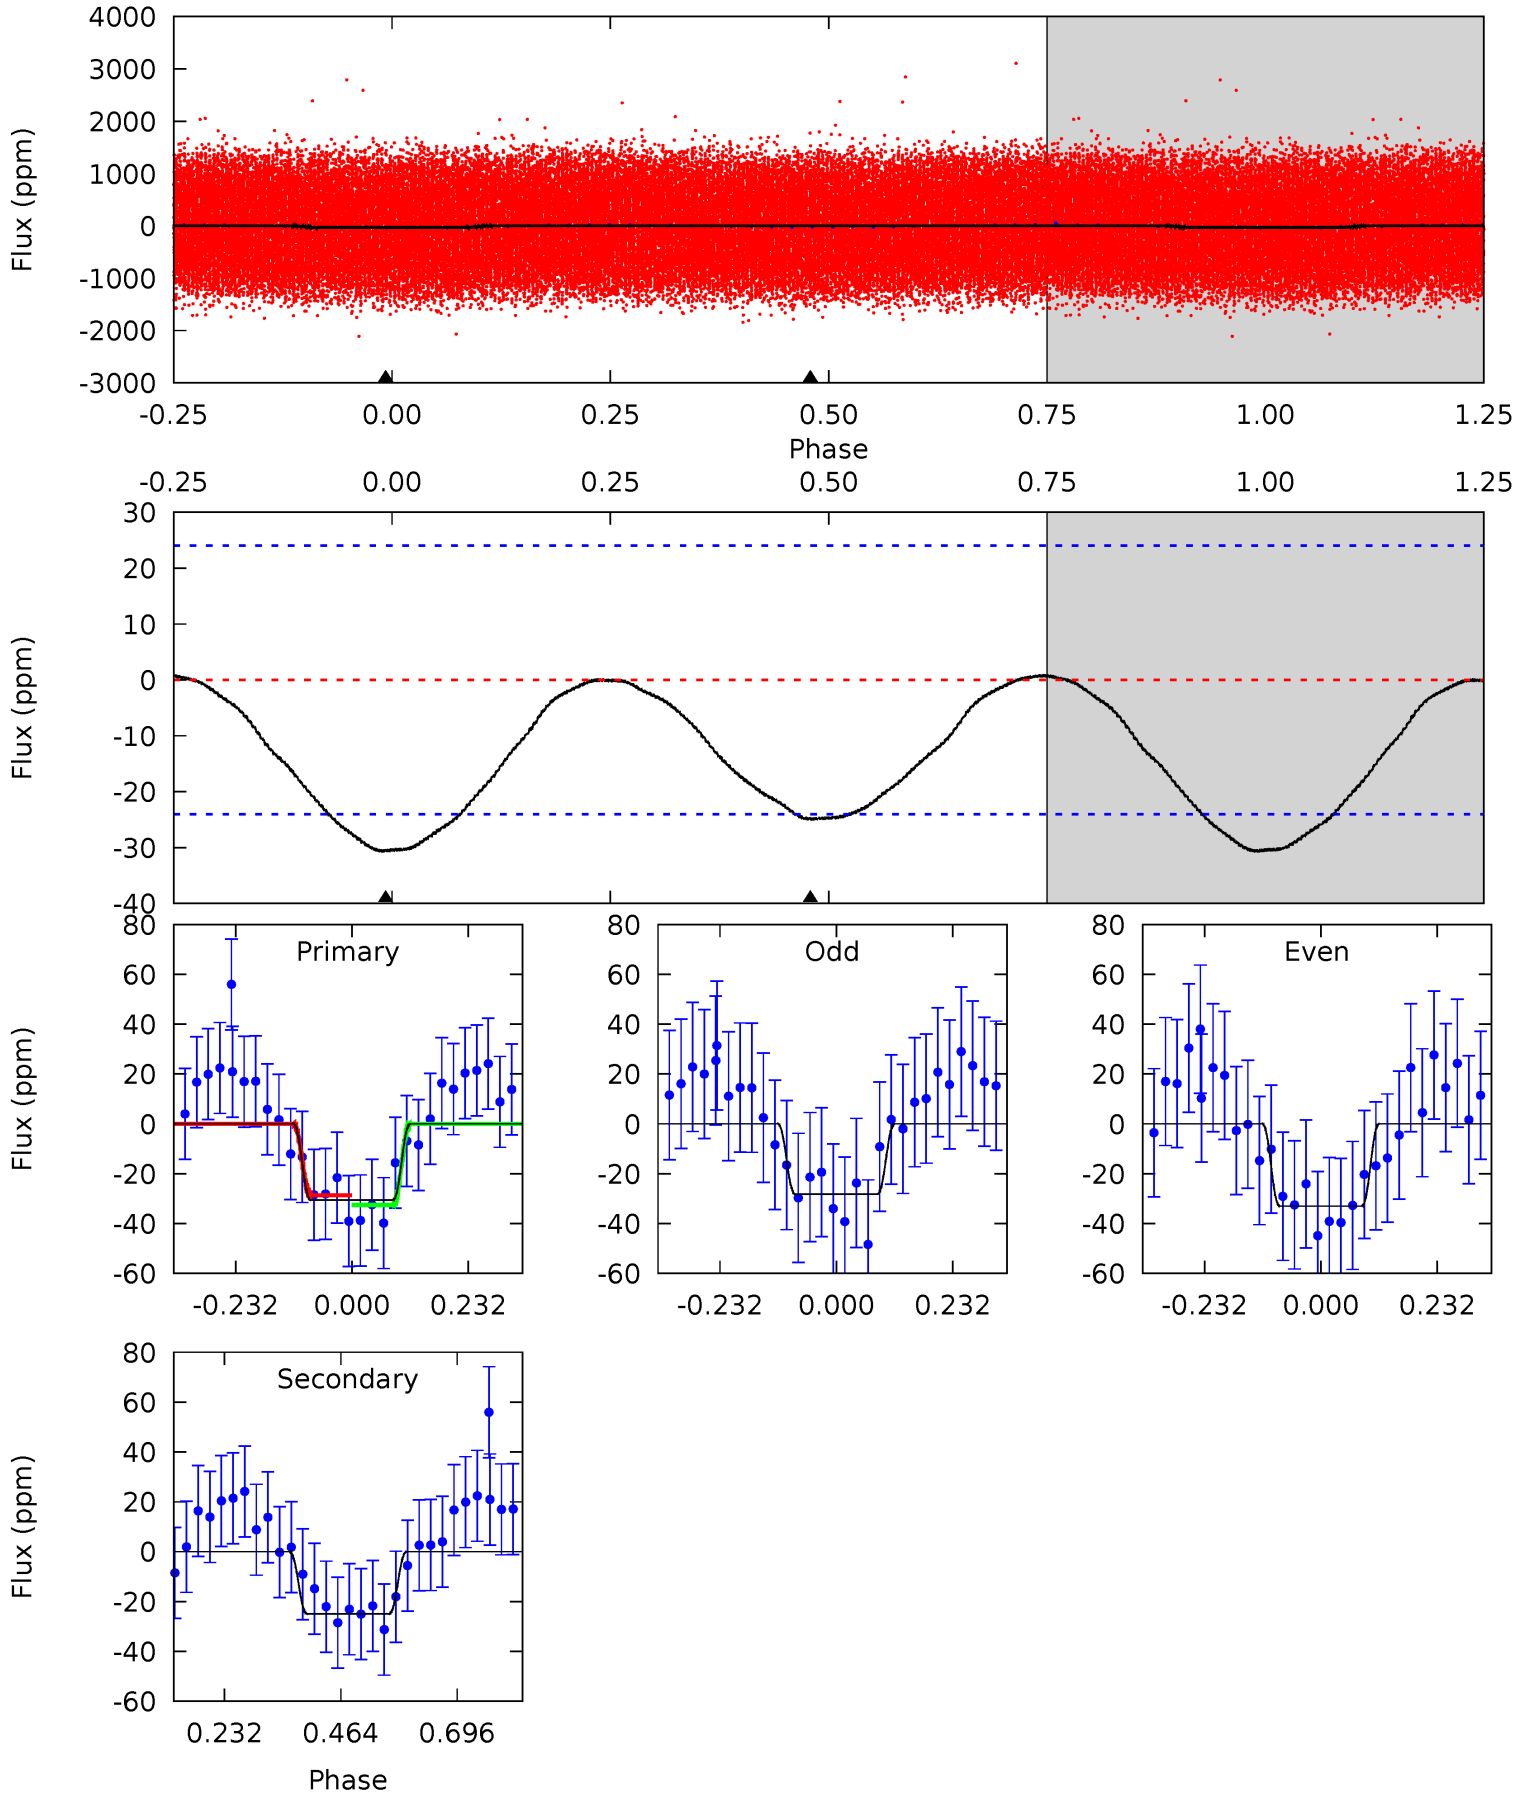 4000
3000
2000
1000
0
-1000
-2000
-3000
Flux (ppm)
-0.25 0.00 0.25 0.50 0.75 1.00 1.25
Phase
-0.25 0.00 0.25 0.50 0.75 1.00 1.25
30
20
10
0
-10
-20
-30
-40
Flux (ppm)
80 80 80
Primary Odd Even
60 60 60
40 40 40
20 20 20
0 0 0
-20 -20 -20
-40 -40 -40
-60 -60 -60
Flux (ppm)
-0.232 0.000 0.232 -0.232 0.000 0.232 -0.232 0.000 0.232
80
Secondary
60
40
20
0
-20
-40
-60
Flux (ppm)
0.232 0.464 0.696
Phase